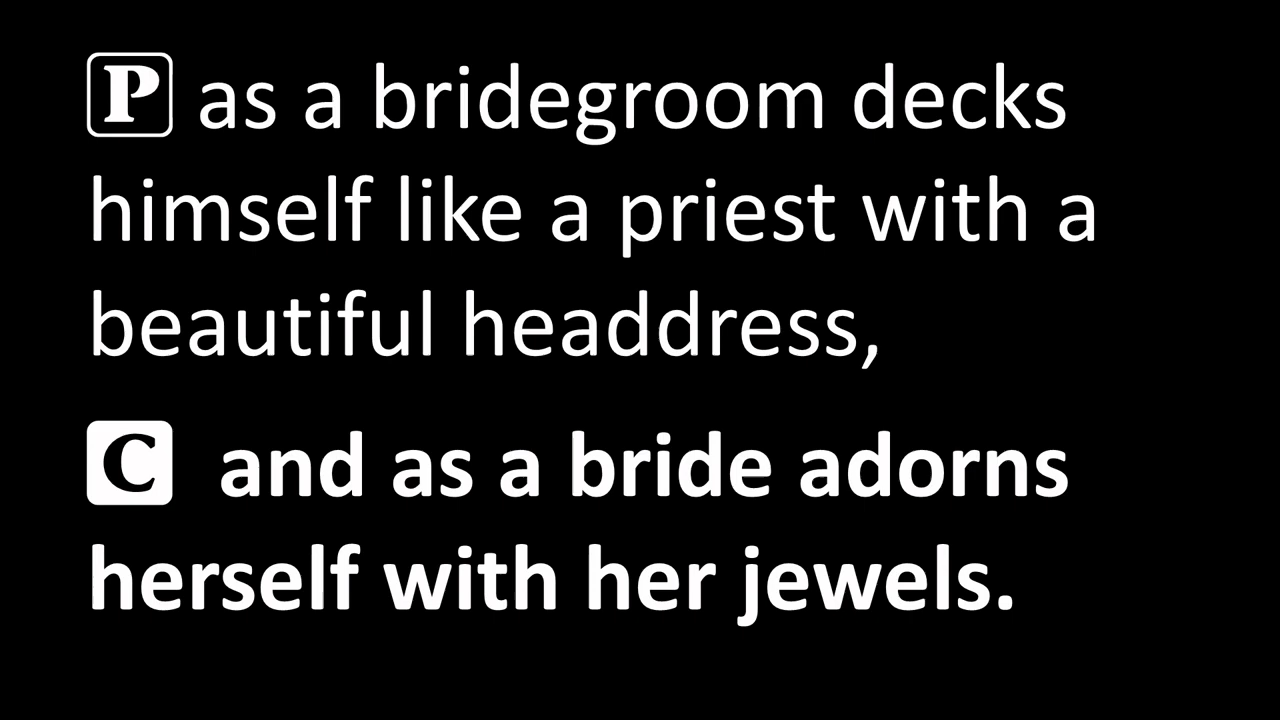 P as a bridegroom decks
himself like a priest with a
beautiful headdress,
C and as a bride adorns
herself with her jewels.